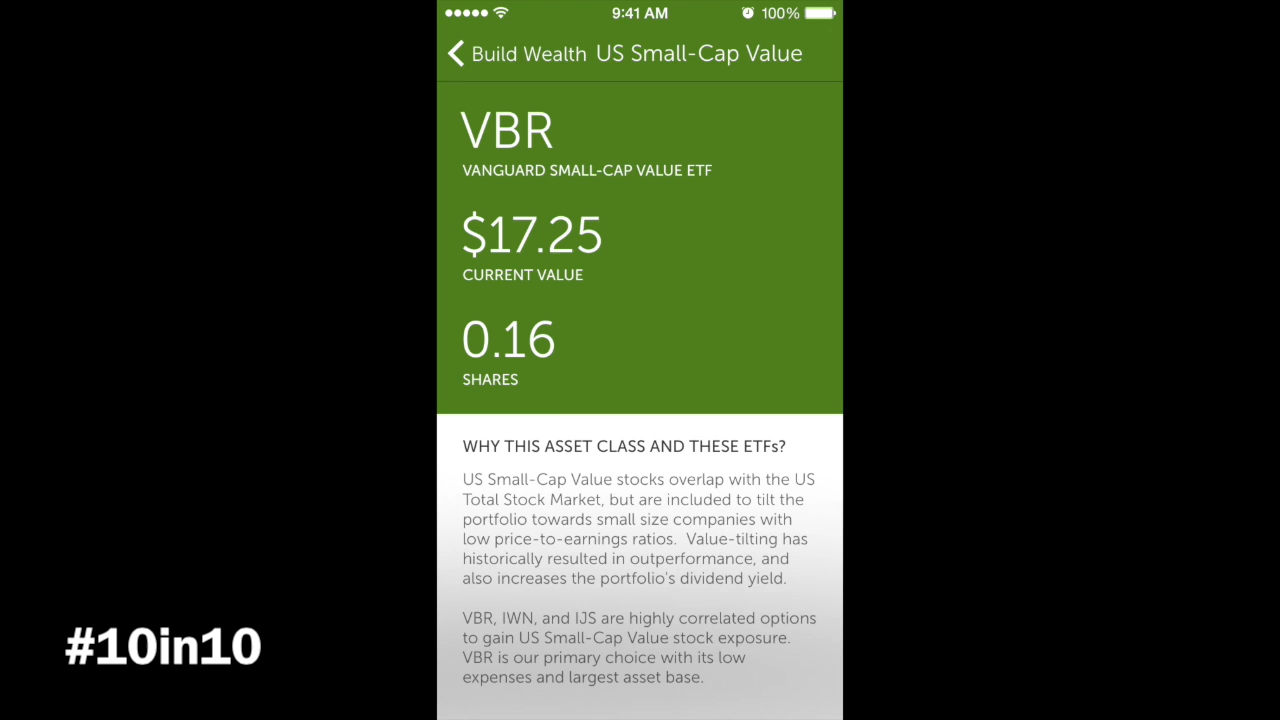 9:41 AM 100%
Build Wealth US Small-Cap Value
VBR
VANGUARD SMALL-CAP VALUE ETF
$17.25
CURRENT VALUE
0.16
SHARES
WHY THIS ASSET CLASS AND THESE ETFs?
US Small-Cap Value stocks overlap with the US
Total Stock Market, but are included to tilt the
portfolio towards small size companies with
low price-to-earnings ratios. Value-tilting has
historically resulted in outperformance, and
also increases the portfolio's dividend yield.
VBR, IWN, and IJS are highly correlated options
to gain US Small-Cap Value stock exposure.
VBR is our primary choice with its low
expenses and largest asset base.
#10in10